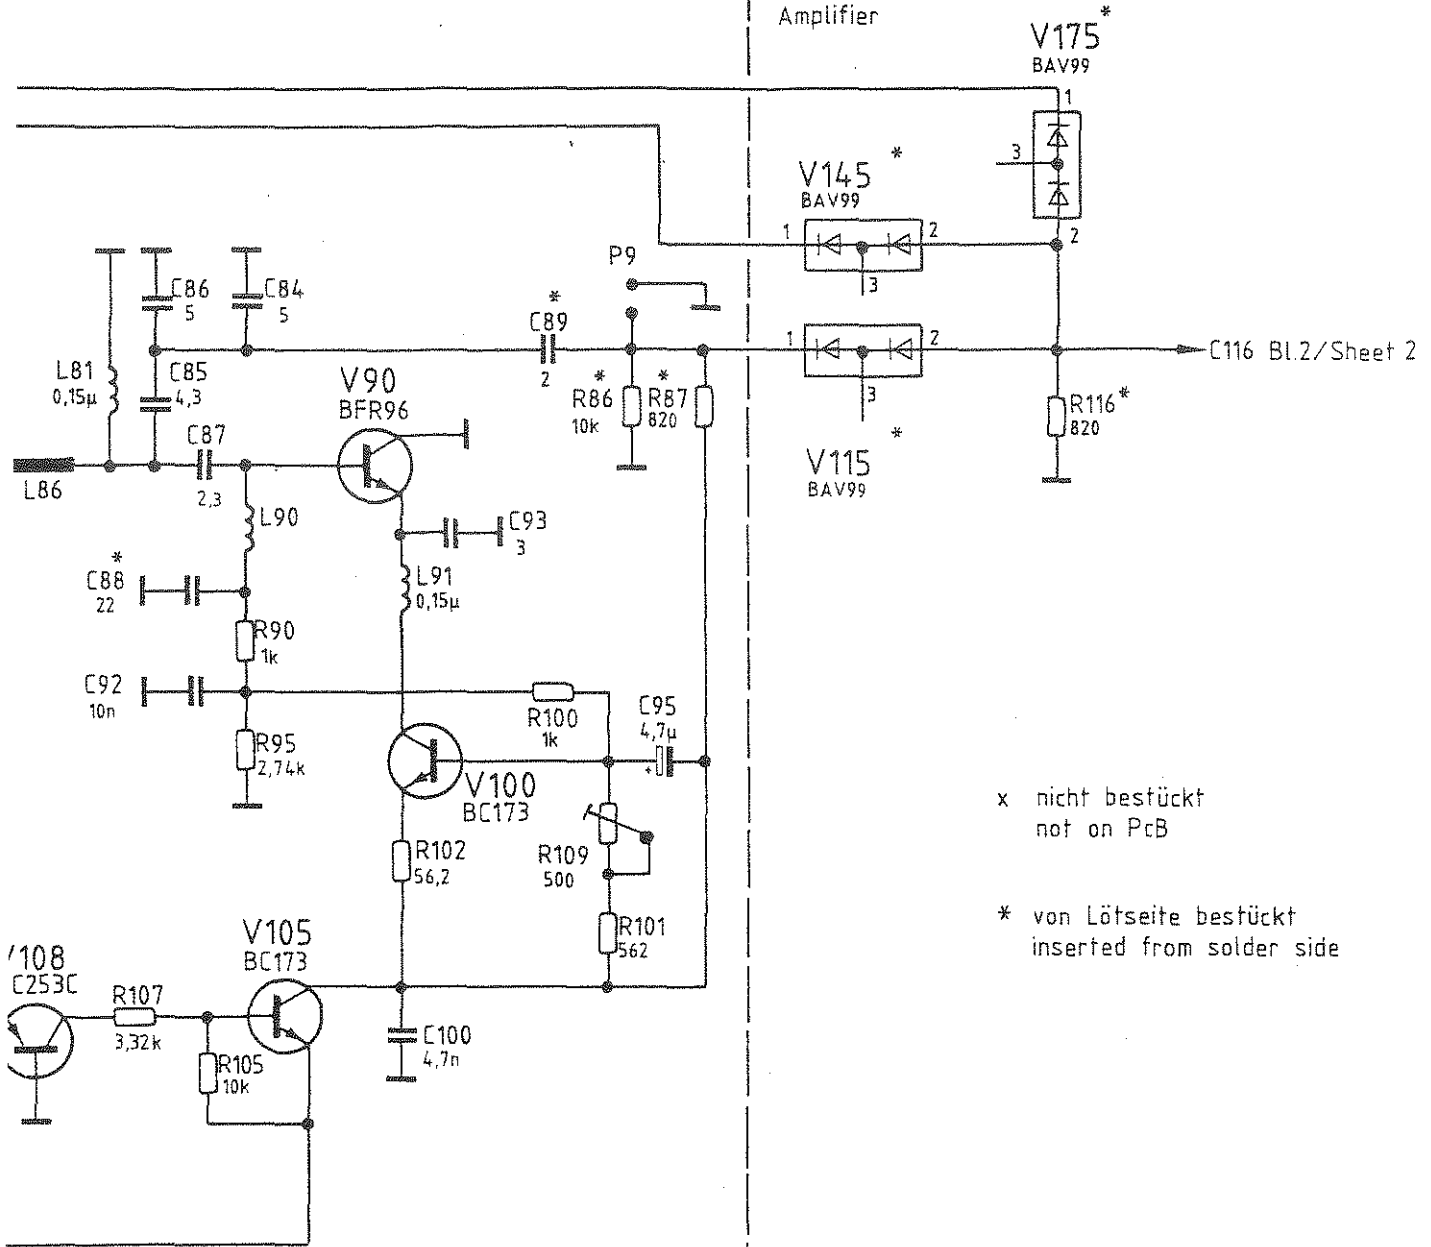 Amplifier
V175*
BAV99
1
3
2
V145 *
BAV99
1
2
3
P9
C86
5
C84
5
*
C89
2
1
2
3
*
V115
BAV99
C116 Bl.2/Sheet 2
L81
0,15µ
C85
4,3
V90
BFR96
*
R86
10k
*
R87
820
R116*
820
C87
2,3
L86
L90
C93
3
*
C88
22
L91
0,15µ
R90
1k
C92
10n
R100
1k
C95
4,7µ
+
R95
2,74k
V100
BC173
x nicht bestückt
not on PcB
R102
56,2
R109
500
* von Lötseite bestückt
inserted from solder side
R101
562
V105
BC173
/108
C253C
R107
3,32k
C100
4,7n
R105
10k